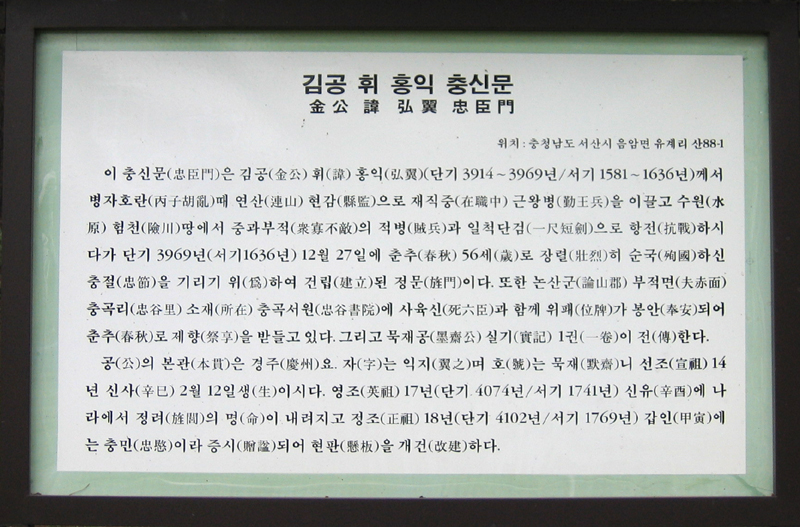 김공 휘 홍익 충신문
金公 諱 弘翼 忠臣門
위치 : 충청남도 서산시 음암면 유계리 산88-1
이 충신문(忠臣門)은 김공(金公) 휘(諱) 홍익(弘翼)(단기 3914~3969년/서기 1581~1636년)께서
병자호란(丙子胡亂)때 연산(連山) 현감(縣監)으로 재직중(在職中) 근왕병(勤王兵)을 이끌고 수원(水
原) 험천(險川)땅에서 중과부적(衆寡不敵)의 적병(賊兵)과 일척단검(一尺短劍)으로 항전(抗戰)하시
다가 단기 3969년(서기1636년) 12월 27일에 춘추(春秋) 56세(歲)로 장렬(壯烈)히 순국(殉國)하신
충절(忠節)을 기리기 위(爲)하여 건립(建立)된 정문(旌門)이다. 또한 논산군(論山郡) 부적면(夫赤面)
충곡리(忠谷里) 소재(所在) 충곡서원(忠谷書院)에 사육신(死六臣)과 함께 위패(位牌)가 봉안(奉安)되어
춘추(春秋)로 제향(祭享)을 받들고 있다. 그리고 묵재공(墨齋公) 실기(實記) 1권(一卷)이 전(傳)한다.
공(公)의 본관(本貫)은 경주(慶州)요. 자(字)는 익지(翼之)며 호(號)는 묵재(默齋)니 선조(宣祖) 14
년 신사(辛巳) 2월 12일생(生)이시다. 영조(英祖) 17년(단기 4074년/서기 1741년) 신유(辛酉)에 나
라에서 정려(旌閭)의 명(命)이 내려지고 정조(正祖) 18년(단기 4102년/서기 1769년) 갑인(甲寅)에
는 충민(忠愍)이라 증시(贈諡)되어 현판(懸板)을 개건(改建)하다.